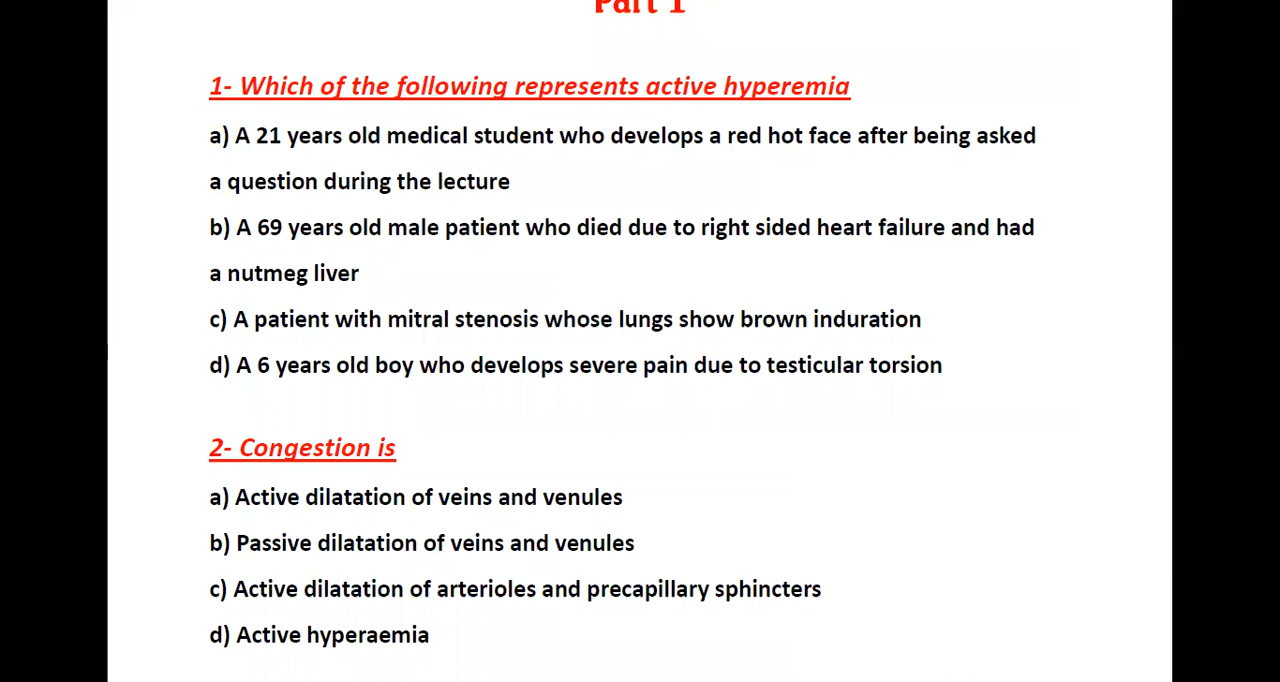 Part 1
1- Which of the following represents active hyperemia
a) A 21 years old medical student who develops a red hot face after being asked
a question during the lecture
b) A 69 years old male patient who died due to right sided heart failure and had
a nutmeg liver
c) A patient with mitral stenosis whose lungs show brown induration
d) A 6 years old boy who develops severe pain due to testicular torsion
2- Congestion is
a) Active dilatation of veins and venules
b) Passive dilatation of veins and venules
c) Active dilatation of arterioles and precapillary sphincters
d) Active hyperaemia